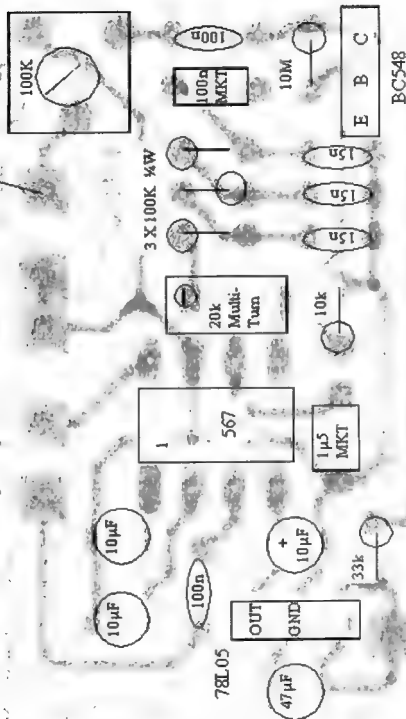 100K
100n
100n
MKT
10M
E B C
BC548
3 X 100K ¼W
15n
15n
15n
20k
Multi-
Turn
10k
1
567
1µ5
MKT
10µF
10µF
100n
+
10µF
33k
78L05
OUT
GND
47µF